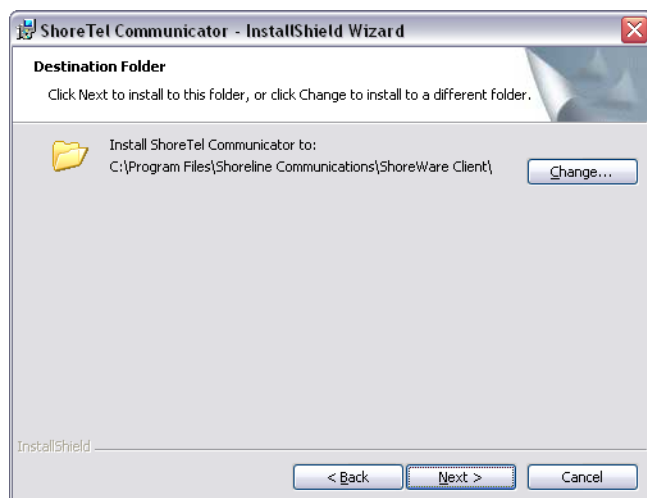 ShoreTel Communicator - InstallShield Wizard
Destination Folder
Click Next to install to this folder, or click Change to install to a different folder.
Install ShoreTel Communicator to:
C:\Program Files\Shoreline Communications\ShoreWare Client\
Change...
InstallShield
< Back
Next >
Cancel